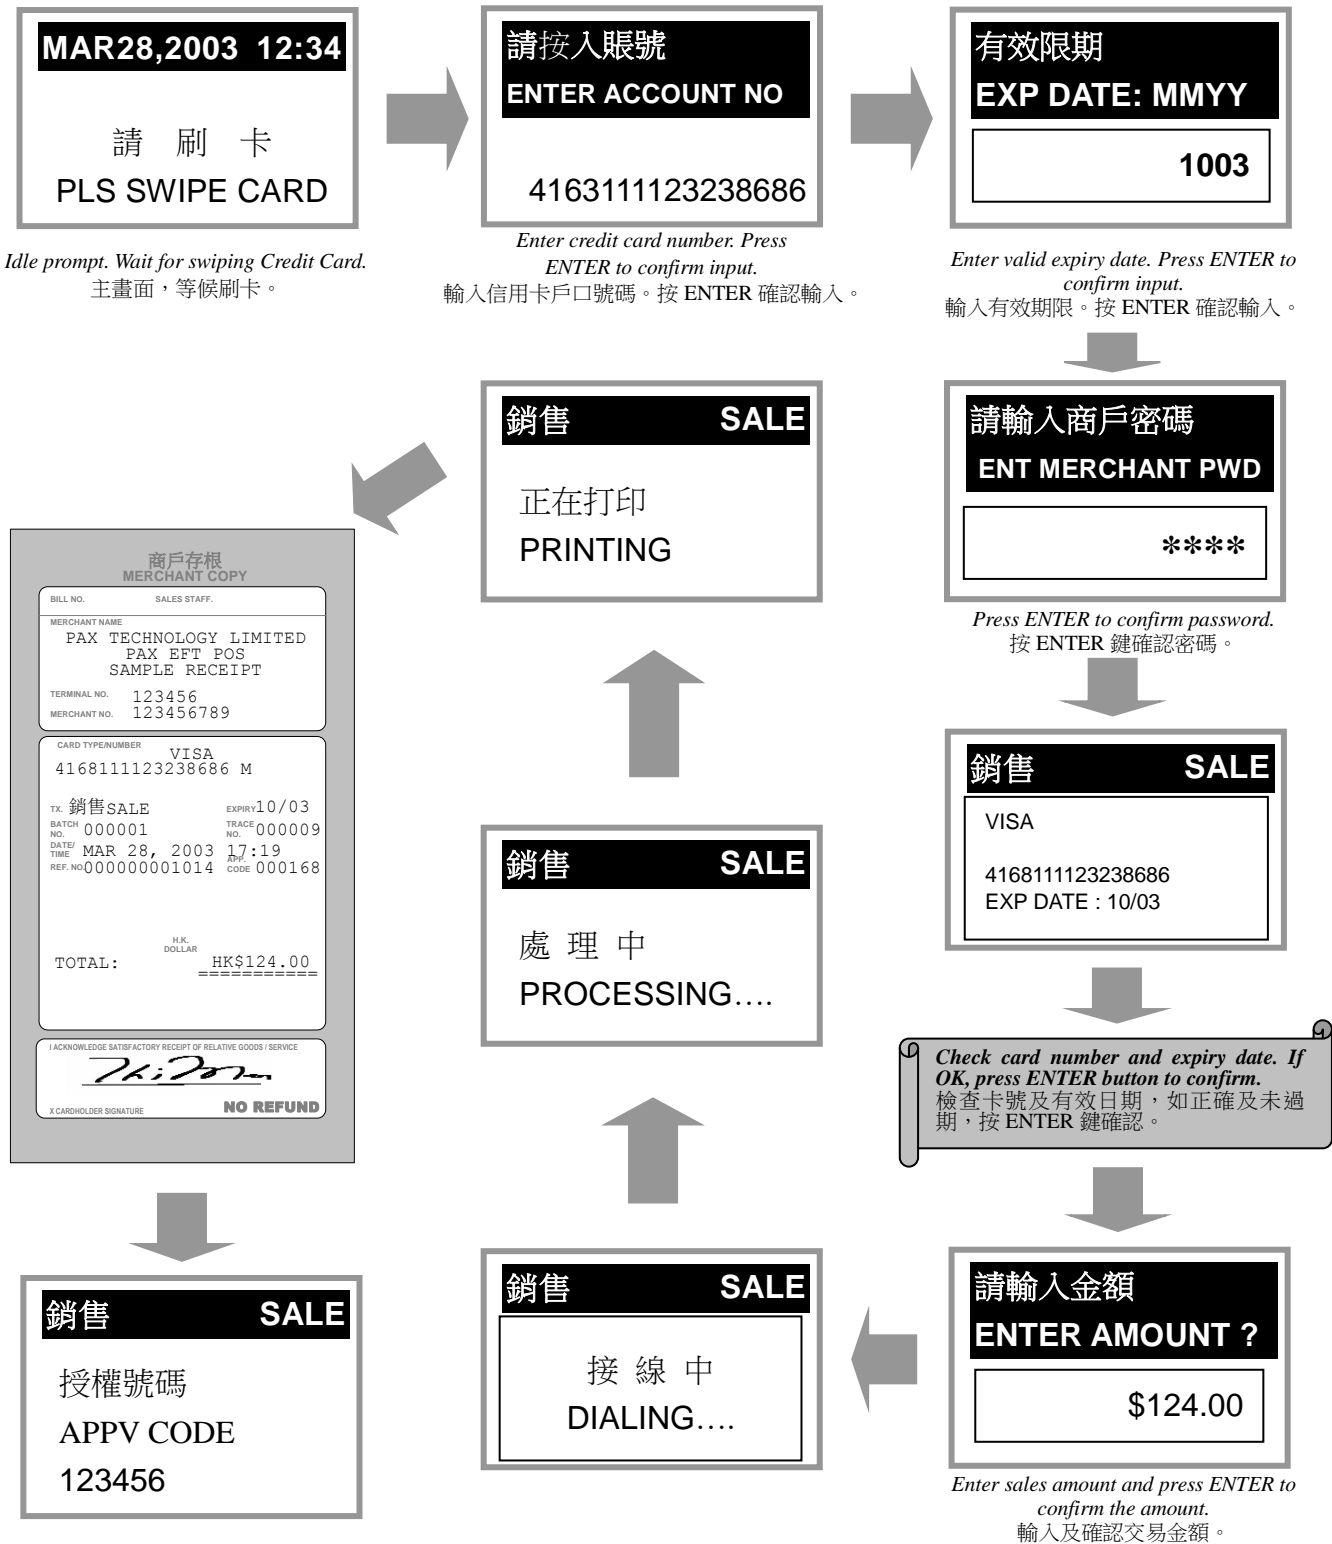 MAR28,2003 12:34
請 刷 卡
PLS SWIPE CARD
Idle prompt. Wait for swiping Credit Card.
主畫面，等候刷卡。
請按入賬號
ENTER ACCOUNT NO
4163111123238686
Enter credit card number. Press
ENTER to confirm input.
輸入信用卡戶口號碼。按 ENTER 確認輸入。
有效限期
EXP DATE: MMYY
1003
Enter valid expiry date. Press ENTER to
confirm input.
輸入有效期限。按 ENTER 確認輸入。
請輸入商戶密碼
ENT MERCHANT PWD
****
Press ENTER to confirm password.
按 ENTER 鍵確認密碼。
銷售 SALE
VISA
4168111123238686
EXP DATE : 10/03
Check card number and expiry date. If
OK, press ENTER button to confirm.
檢查卡號及有效日期，如正確及未過
期，按 ENTER 鍵確認。
請輸入金額
ENTER AMOUNT ?
$124.00
Enter sales amount and press ENTER to
confirm the amount.
輸入及確認交易金額。
銷售 SALE
接 線 中
DIALING....
銷售 SALE
處 理 中
PROCESSING....
銷售 SALE
正在打印
PRINTING
商戶存根
MERCHANT COPY
BILL NO. SALES STAFF.
MERCHANT NAME
PAX TECHNOLOGY LIMITED
PAX EFT POS
SAMPLE RECEIPT
TERMINAL NO. 123456
MERCHANT NO. 123456789
CARD TYPE/NUMBER
VISA
4168111123238686 M
TX. 銷售SALE EXPIRY 10/03
BATCH NO. 000001 TRACE NO. 000009
DATE/ TIME MAR 28, 2003 17:19
REF. NO. 000000001014 APP. CODE 000168
H.K.
DOLLAR
TOTAL: HK$124.00
===========
I ACKNOWLEDGE SATISFACTORY RECEIPT OF RELATIVE GOODS / SERVICE
X CARDHOLDER SIGNATURE NO REFUND
銷售 SALE
授權號碼
APPV CODE
123456